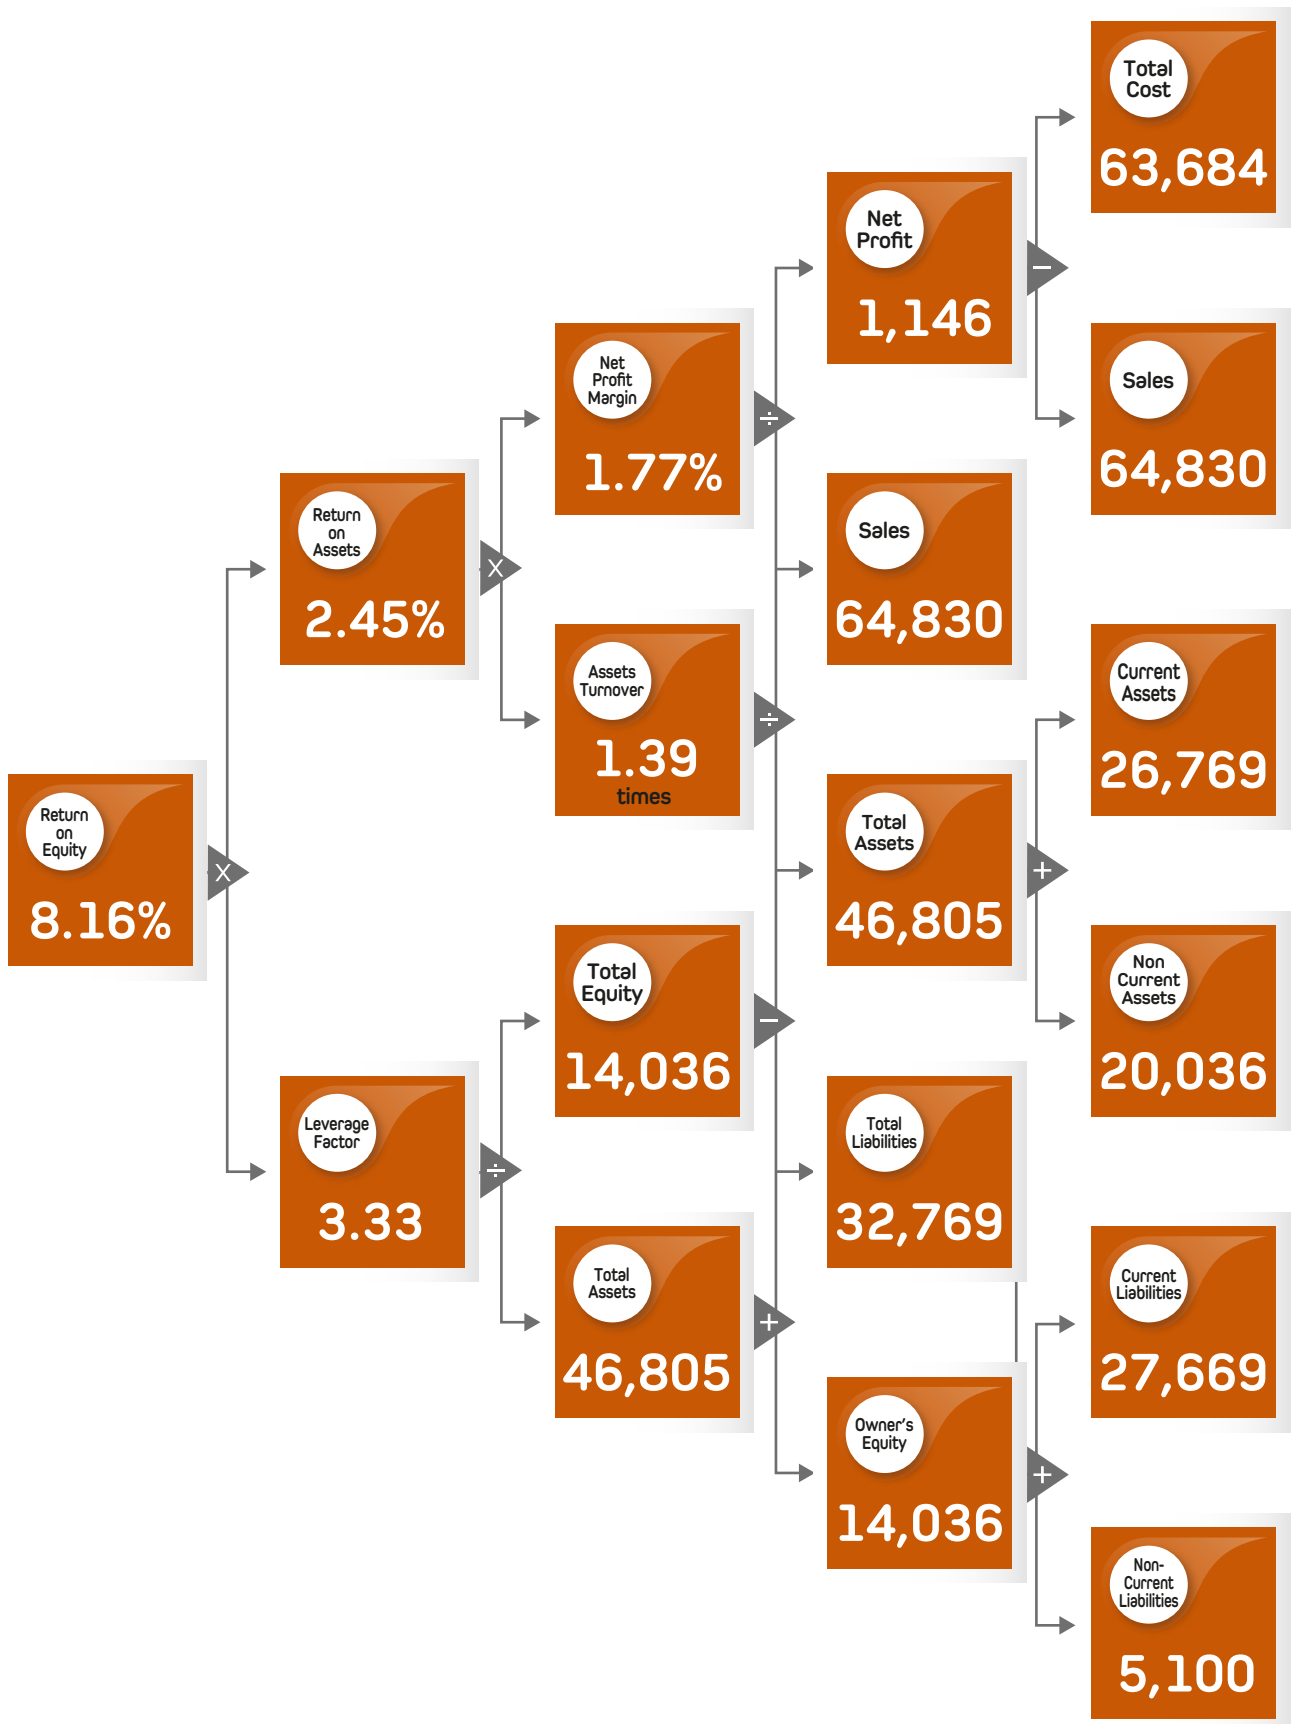 Total
Cost
63,684
Net
Profit
1,146
–
Net
Profit
Margin
1.77%
÷
Sales
64,830
Return
on
Assets
2.45%
X
Sales
64,830
Assets
Turnover
1.39
times
÷
Current
Assets
26,769
Return
on
Equity
8.16%
X
Total
Assets
46,805
+
Total
Equity
14,036
–
Non
Current
Assets
20,036
Leverage
Factor
3.33
÷
Total
Liabilities
32,769
Total
Assets
46,805
+
Current
Liabilities
27,669
Owner's
Equity
14,036
+
Non-
Current
Liabilities
5,100